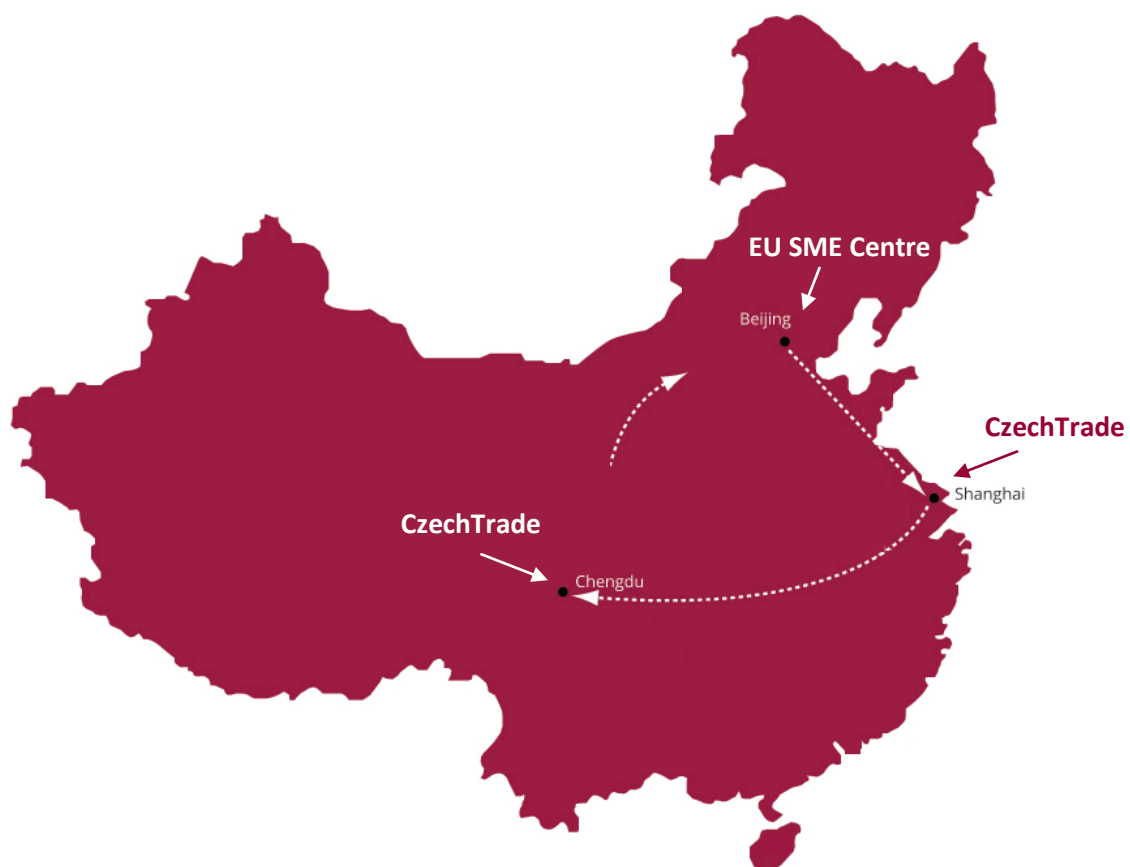 EU SME Centre
Beijing
CzechTrade
Shanghai
CzechTrade
Chengdu